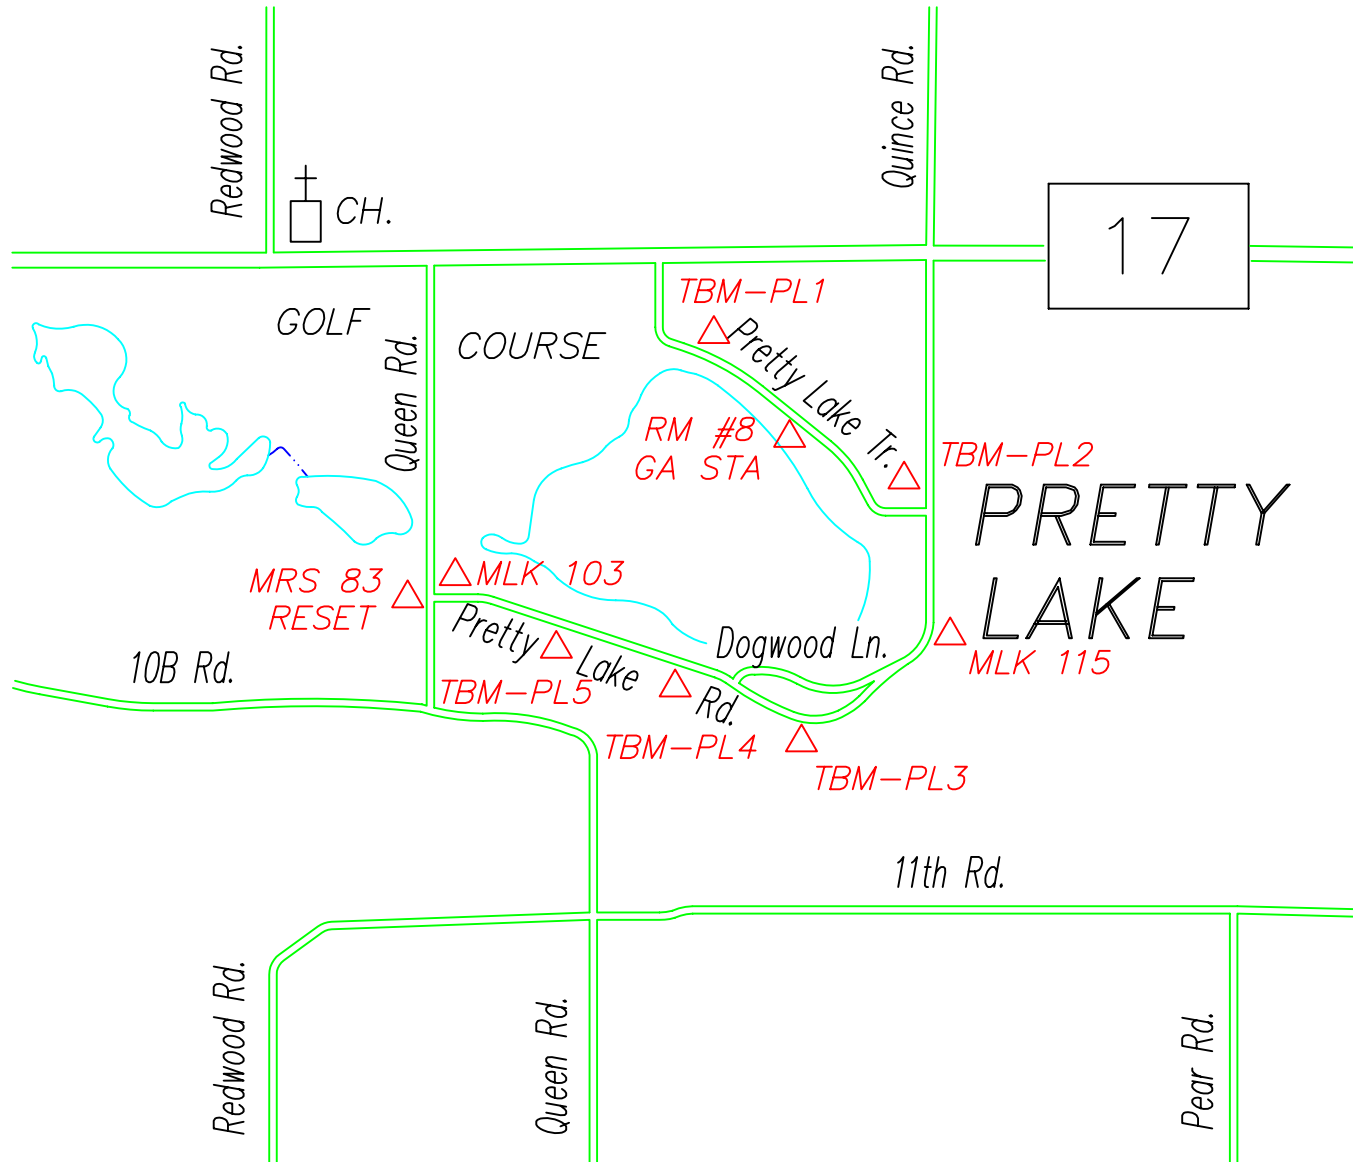 Redwood Rd.
Quince Rd.
CH.
17
TBM-PL1
GOLF
COURSE
Queen Rd.
Pretty Lake Tr.
RM #8
GA STA
TBM-PL2
PRETTY
LAKE
MRS 83
RESET
MLK 103
Pretty Lake Rd.
Dogwood Ln.
MLK 115
10B Rd.
TBM-PL5
TBM-PL4
TBM-PL3
11th Rd.
Redwood Rd.
Queen Rd.
Pear Rd.